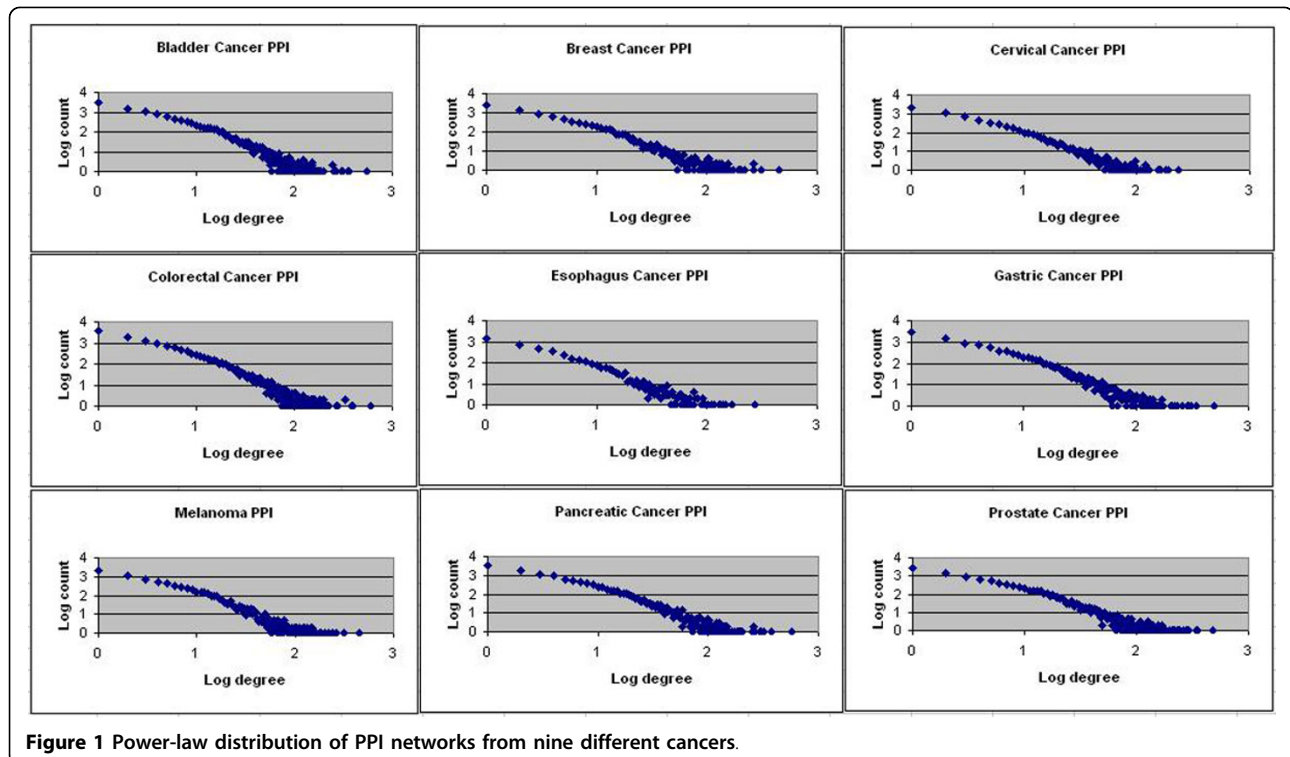 Bladder Cancer PPI
4
3
2
1
0
Log count
0 1 2 3
Log degree
Breast Cancer PPI
4
3
2
1
0
Log count
0 1 2 3
Log degree
Cervical Cancer PPI
4
3
2
1
0
Log count
0 1 2 3
Log degree
Colorectal Cancer PPI
4
3
2
1
0
Log count
0 1 2 3
Log degree
Esophagus Cancer PPI
4
3
2
1
0
Log count
0 1 2 3
Log degree
Gastric Cancer PPI
4
3
2
1
0
Log count
0 1 2 3
Log degree
Melanoma PPI
4
3
2
1
0
Log count
0 1 2 3
Log degree
Pancreatic Cancer PPI
4
3
2
1
0
Log count
0 1 2 3
Log degree
Prostate Cancer PPI
4
3
2
1
0
Log count
0 1 2 3
Log degree
Figure 1 Power-law distribution of PPI networks from nine different cancers.